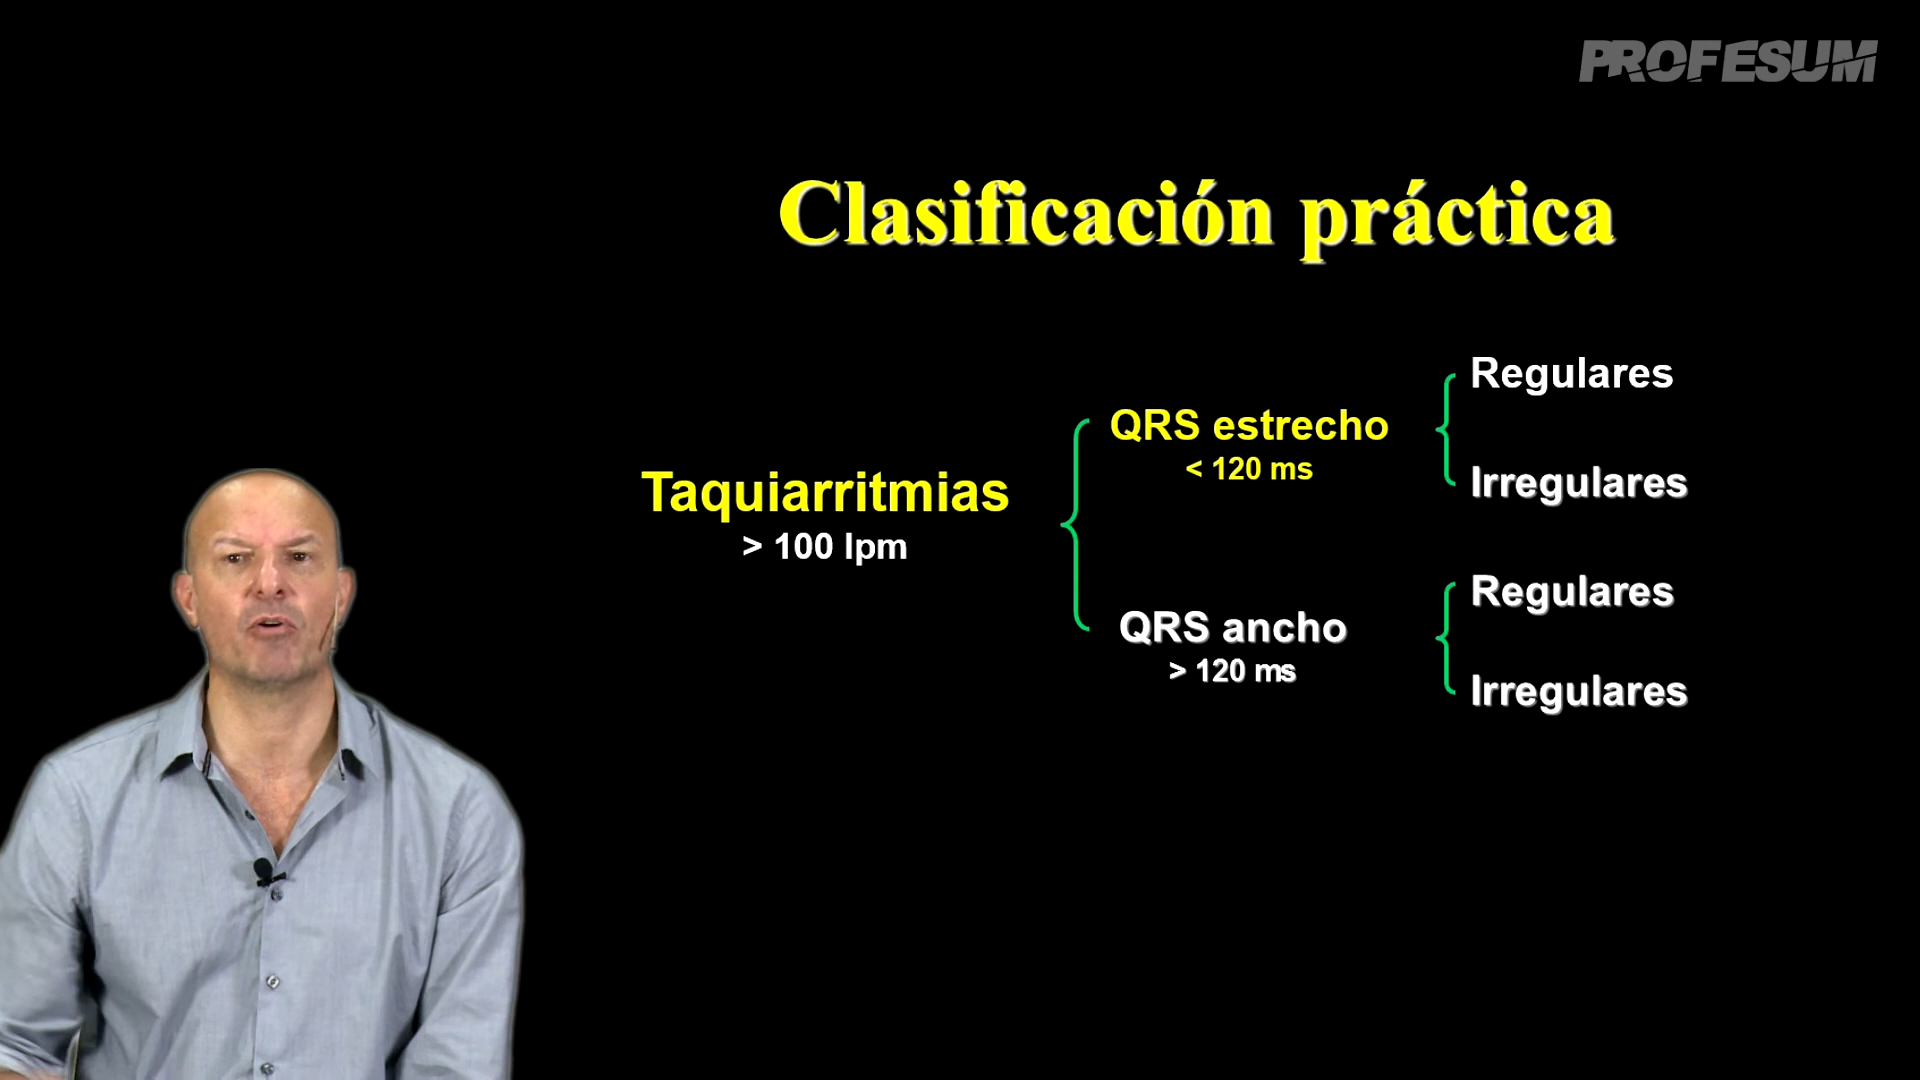 PROFESUM
Clasificación práctica
Taquiarritmias
> 100 lpm
QRS estrecho
< 120 ms
Regulares
Irregulares
QRS ancho
> 120 ms
Regulares
Irregulares